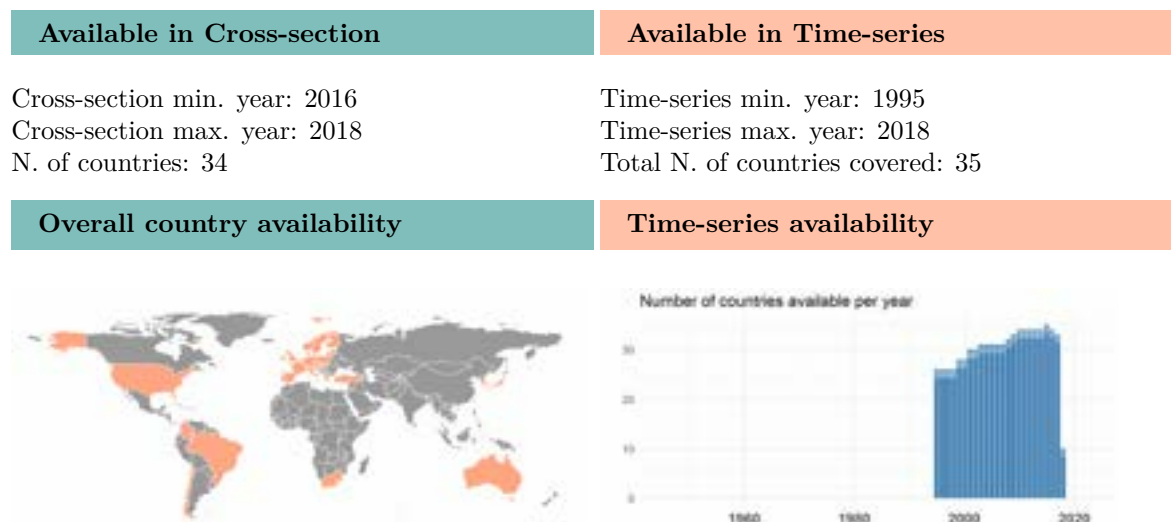 Available in Cross-section
Available in Time-series
Cross-section min. year: 2016
Cross-section max. year: 2018
N. of countries: 34
Time-series min. year: 1995
Time-series max. year: 2018
Total N. of countries covered: 35
Overall country availability
Time-series availability
Number of countries available per year
30
20
10
0
1960
1980
2000
2020